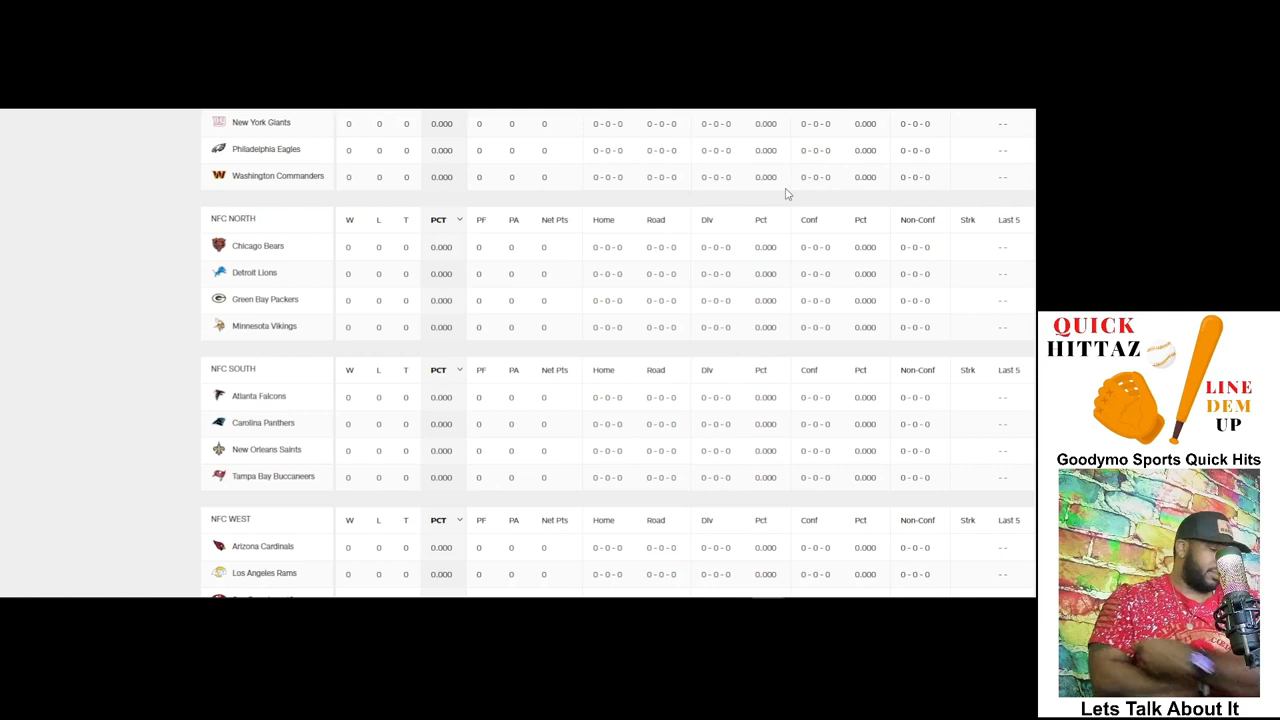 New York Giants 0 0 0 0.000 0 0 0 0 - 0 - 0 0 - 0 - 0 0 - 0 - 0 0.000 0 - 0 - 0 0.000 0 - 0 - 0 - -
Philadelphia Eagles 0 0 0 0.000 0 0 0 0 - 0 - 0 0 - 0 - 0 0 - 0 - 0 0.000 0 - 0 - 0 0.000 0 - 0 - 0 - -
Washington Commanders 0 0 0 0.000 0 0 0 0 - 0 - 0 0 - 0 - 0 0 - 0 - 0 0.000 0 - 0 - 0 0.000 0 - 0 - 0 - -
NFC NORTH W L T PCT PF PA Net Pts Home Road Div Pct Conf Pct Non-Conf Strk Last 5
Chicago Bears 0 0 0 0.000 0 0 0 0 - 0 - 0 0 - 0 - 0 0 - 0 - 0 0.000 0 - 0 - 0 0.000 0 - 0 - 0 - -
Detroit Lions 0 0 0 0.000 0 0 0 0 - 0 - 0 0 - 0 - 0 0 - 0 - 0 0.000 0 - 0 - 0 0.000 0 - 0 - 0 - -
Green Bay Packers 0 0 0 0.000 0 0 0 0 - 0 - 0 0 - 0 - 0 0 - 0 - 0 0.000 0 - 0 - 0 0.000 0 - 0 - 0 - -
Minnesota Vikings 0 0 0 0.000 0 0 0 0 - 0 - 0 0 - 0 - 0 0 - 0 - 0 0.000 0 - 0 - 0 0.000 0 - 0 - 0 - -
NFC SOUTH W L T PCT PF PA Net Pts Home Road Div Pct Conf Pct Non-Conf Strk Last 5
Atlanta Falcons 0 0 0 0.000 0 0 0 0 - 0 - 0 0 - 0 - 0 0 - 0 - 0 0.000 0 - 0 - 0 0.000 0 - 0 - 0 - -
Carolina Panthers 0 0 0 0.000 0 0 0 0 - 0 - 0 0 - 0 - 0 0 - 0 - 0 0.000 0 - 0 - 0 0.000 0 - 0 - 0 - -
New Orleans Saints 0 0 0 0.000 0 0 0 0 - 0 - 0 0 - 0 - 0 0 - 0 - 0 0.000 0 - 0 - 0 0.000 0 - 0 - 0 - -
Tampa Bay Buccaneers 0 0 0 0.000 0 0 0 0 - 0 - 0 0 - 0 - 0 0 - 0 - 0 0.000 0 - 0 - 0 0.000 0 - 0 - 0 - -
NFC WEST W L T PCT PF PA Net Pts Home Road Div Pct Conf Pct Non-Conf Strk Last 5
Arizona Cardinals 0 0 0 0.000 0 0 0 0 - 0 - 0 0 - 0 - 0 0 - 0 - 0 0.000 0 - 0 - 0 0.000 0 - 0 - 0 - -
Los Angeles Rams 0 0 0 0.000 0 0 0 0 - 0 - 0 0 - 0 - 0 0 - 0 - 0 0.000 0 - 0 - 0 0.000 0 - 0 - 0 - -
QUICK
HITTAZ
LINE
DEM
UP
Goodymo Sports Quick Hits
Lets Talk About It